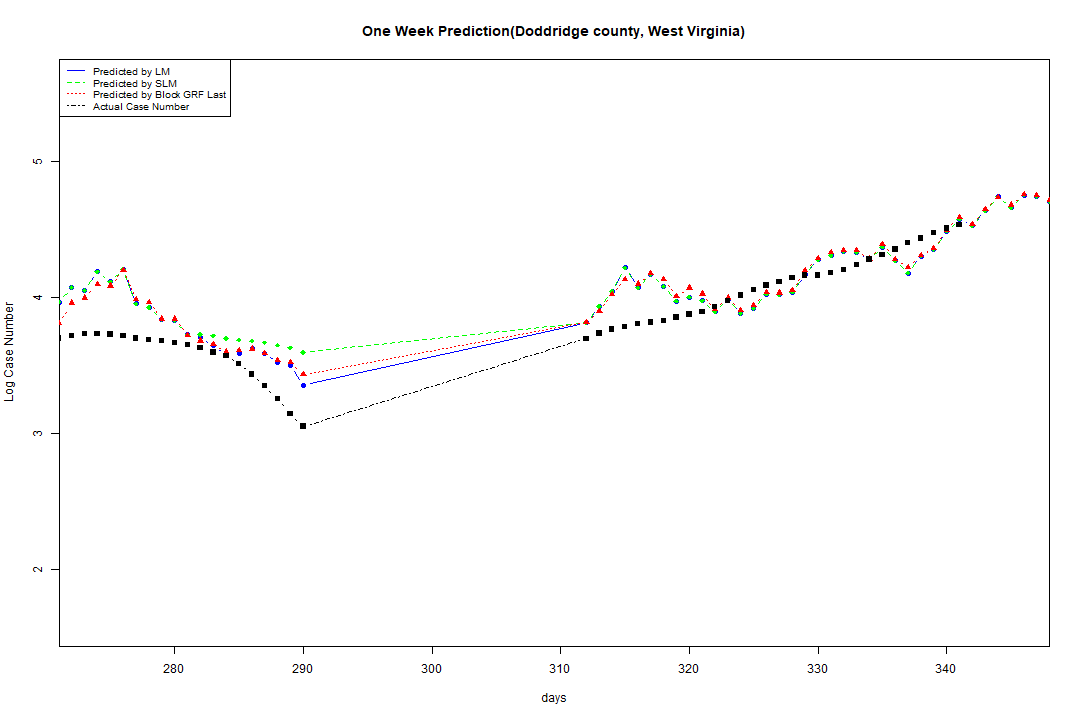 One Week Prediction(Doddridge county, West Virginia)
Predicted by LM
Predicted by SLM
Predicted by Block GRF Last
Actual Case Number
5
4
3
2
Log Case Number
280 290 300 310 320 330 340
days